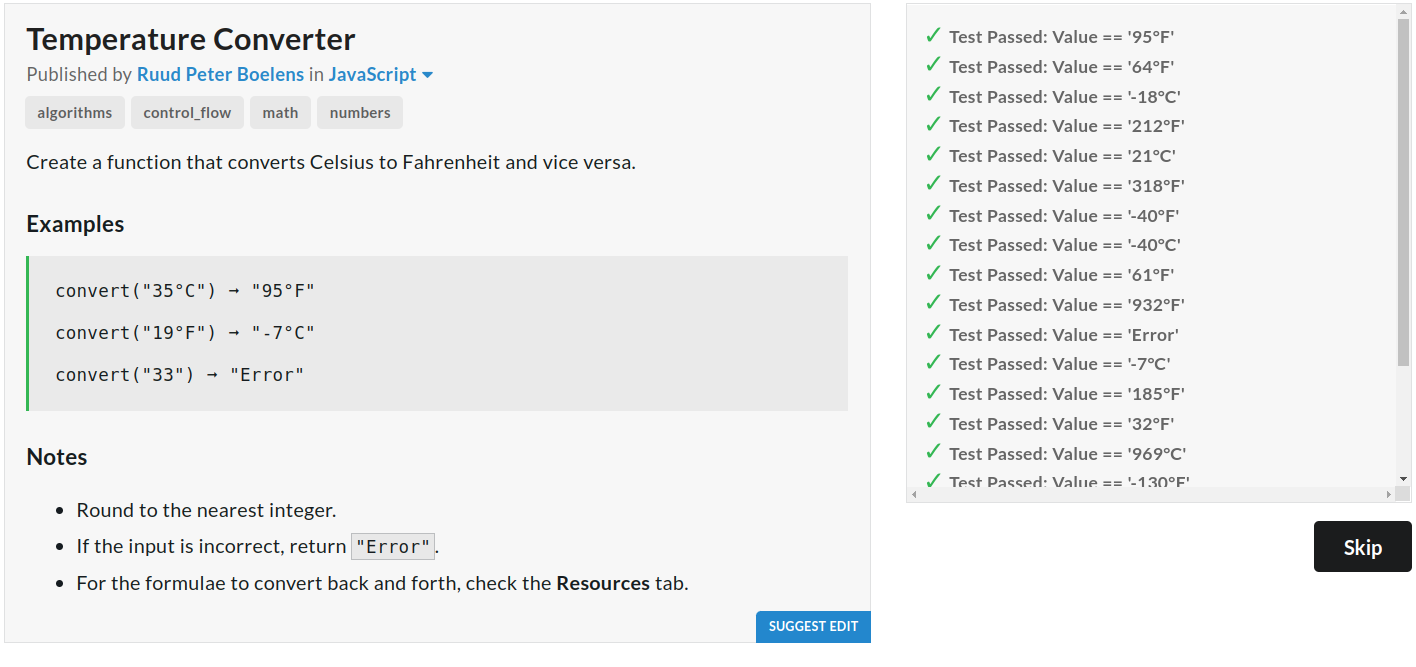 Temperature Converter
Published by Ruud Peter Boelens in JavaScript
algorithms control_flow math numbers
Create a function that converts Celsius to Fahrenheit and vice versa.
Examples
convert("35°C") → "95°F"
convert("19°F") → "-7°C"
convert("33") → "Error"
Notes
Round to the nearest integer.
If the input is incorrect, return "Error".
For the formulae to convert back and forth, check the Resources tab.
SUGGEST EDIT
✓ Test Passed: Value == '95°F'
✓ Test Passed: Value == '64°F'
✓ Test Passed: Value == '-18°C'
✓ Test Passed: Value == '212°F'
✓ Test Passed: Value == '21°C'
✓ Test Passed: Value == '318°F'
✓ Test Passed: Value == '-40°F'
✓ Test Passed: Value == '-40°C'
✓ Test Passed: Value == '61°F'
✓ Test Passed: Value == '932°F'
✓ Test Passed: Value == 'Error'
✓ Test Passed: Value == '-7°C'
✓ Test Passed: Value == '185°F'
✓ Test Passed: Value == '32°F'
✓ Test Passed: Value == '969°C'
✓ Test Passed: Value == '-130°F'
Skip